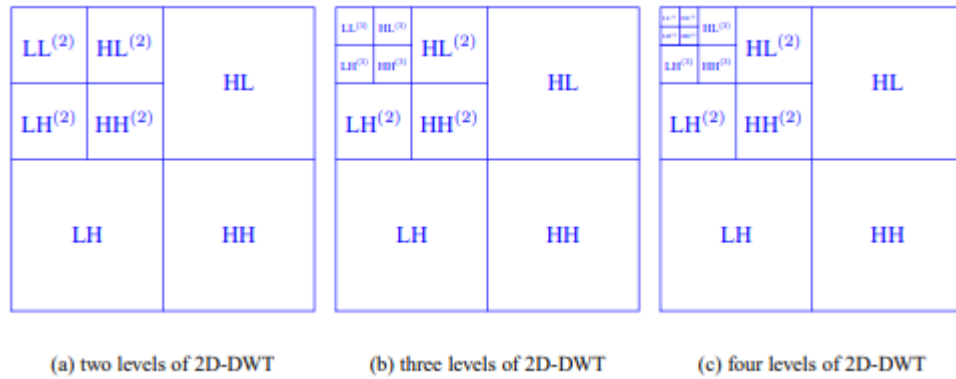 LL(2) HL(2) HL
LH(2) HH(2)
LH HH
(a) two levels of 2D-DWT
LL(3) HL(3) HL(2) HL
LH(3) HH(3)
LH(2) HH(2)
LH HH
(b) three levels of 2D-DWT
HL(3) HL(2) HL
LH(3) HH(3)
LH(2) HH(2)
LH HH
(c) four levels of 2D-DWT